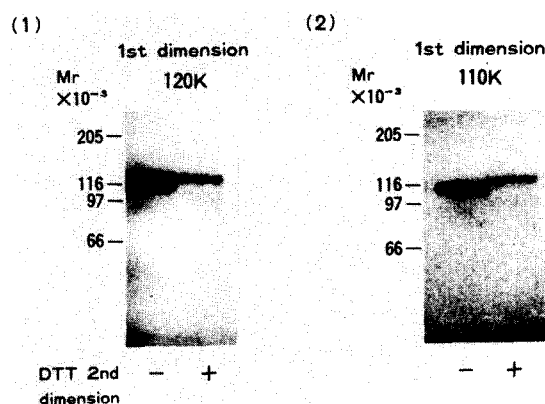 (1)
1st dimension
Mr 120K
×10⁻³
205
116
97
66
DTT 2nd − +
dimension
(2)
1st dimension
Mr 110K
×10⁻³
205
116
97
66
− +